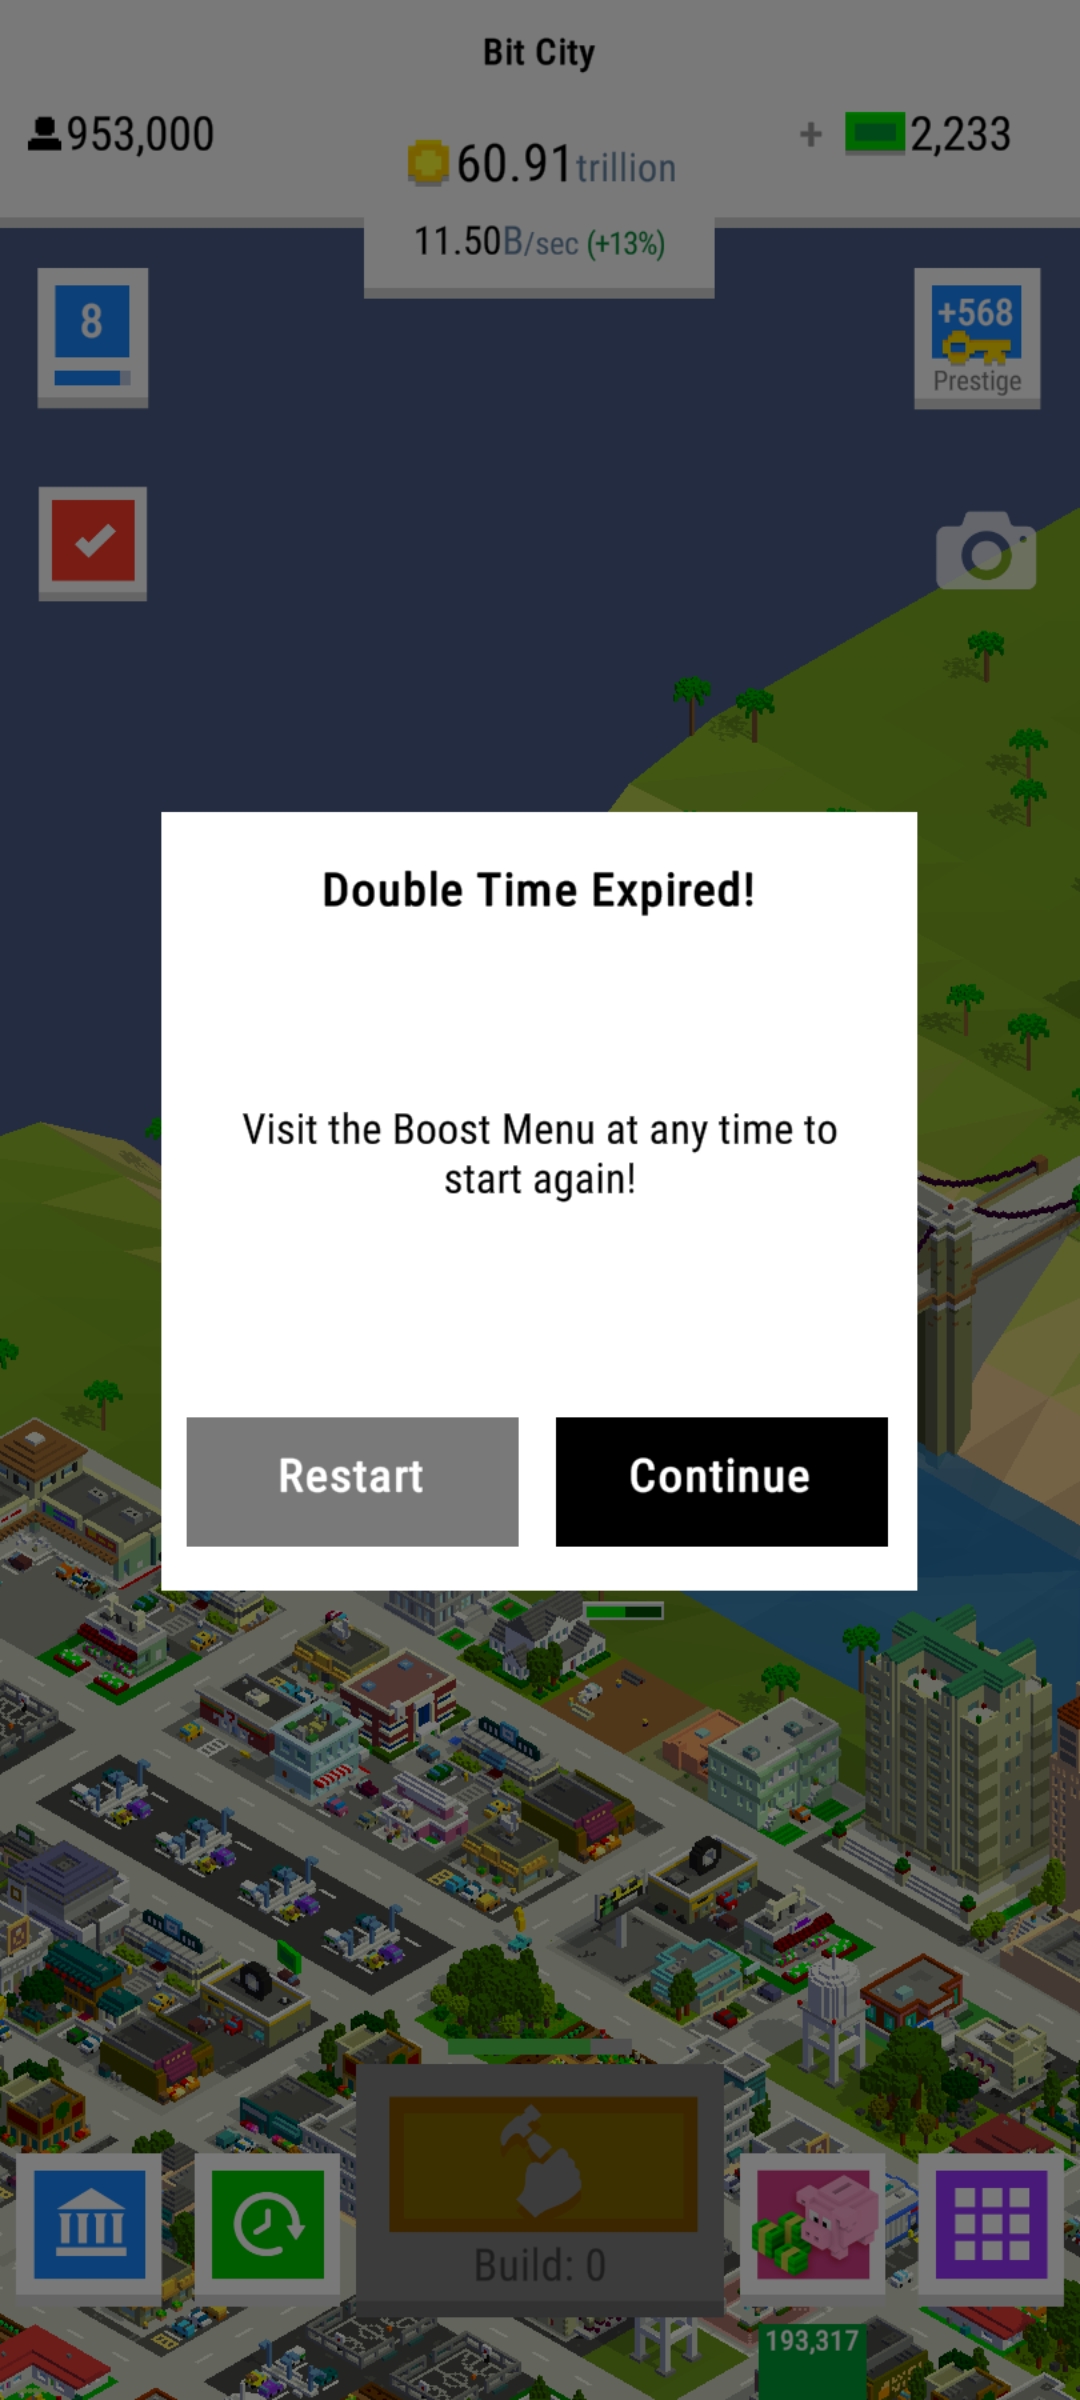 Bit City
953,000
60.91trillion
+ 2,233
11.50B/sec (+13%)
8
+568
Prestige
Double Time Expired!
Visit the Boost Menu at any time to
start again!
Restart
Continue
Build: 0
193,317